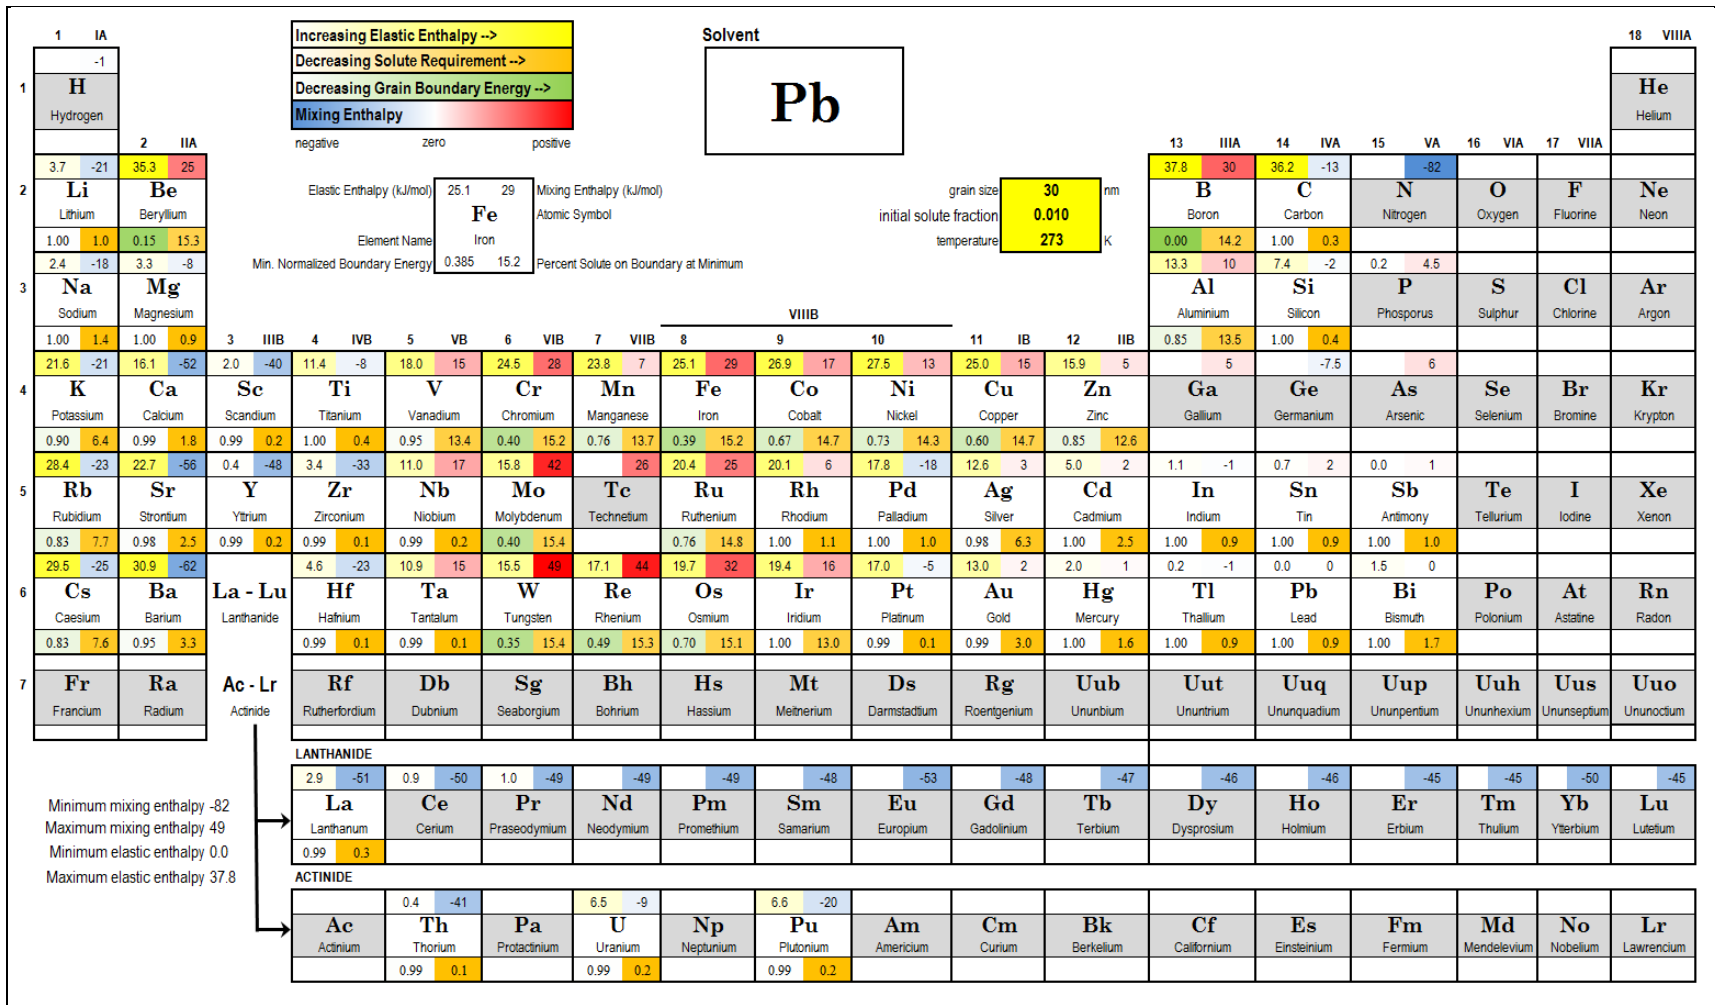 1 IA
18 VIIIA
Increasing Elastic Enthalpy -->
Decreasing Solute Requirement -->
Decreasing Grain Boundary Energy -->
Mixing Enthalpy
negative zero positive
Solvent
Pb
Elastic Enthalpy (kJ/mol) 25.1 29 Mixing Enthalpy (kJ/mol)
Fe Atomic Symbol
Element Name Iron
Min. Normalized Boundary Energy 0.385 15.2 Percent Solute on Boundary at Minimum
grain size 30 nm
initial solute fraction 0.010
temperature 273 K
-1
1 H He
Hydrogen Helium
2 IIA 13 IIIA 14 IVA 15 VA 16 VIA 17 VIIA
3.7 -21 35.3 25 37.8 30 36.2 -13 -82
2 Li Be B C N O F Ne
Lithium Beryllium Boron Carbon Nitrogen Oxygen Fluorine Neon
1.00 1.0 0.15 15.3 0.00 14.2 1.00 0.3
2.4 -18 3.3 -8 13.3 10 7.4 -2 0.2 4.5
3 Na Mg Al Si P S Cl Ar
Sodium Magnesium Aluminium Silicon Phosporus Sulphur Chlorine Argon
VIIIB
1.00 1.4 1.00 0.9 3 IIIB 4 IVB 5 VB 6 VIB 7 VIIB 8 9 10 11 IB 12 IIB 0.85 13.5 1.00 0.4
21.6 -21 16.1 -52 2.0 -40 11.4 -8 18.0 15 24.5 28 23.8 7 25.1 29 26.9 17 27.5 13 25.0 15 15.9 5 5 -7.5 6
4 K Ca Sc Ti V Cr Mn Fe Co Ni Cu Zn Ga Ge As Se Br Kr
Potassium Calcium Scandium Titanium Vanadium Chromium Manganese Iron Cobalt Nickel Copper Zinc Gallium Germanium Arsenic Selenium Bromine Krypton
0.90 6.4 0.99 1.8 0.99 0.2 1.00 0.4 0.95 13.4 0.40 15.2 0.76 13.7 0.39 15.2 0.67 14.7 0.73 14.3 0.60 14.7 0.85 12.6
28.4 -23 22.7 -56 0.4 -48 3.4 -33 11.0 17 15.8 42 26 20.4 25 20.1 6 17.8 -18 12.6 3 5.0 2 1.1 -1 0.7 2 0.0 1
5 Rb Sr Y Zr Nb Mo Tc Ru Rh Pd Ag Cd In Sn Sb Te I Xe
Rubidium Strontium Yttrium Zirconium Niobium Molybdenum Technetium Ruthenium Rhodium Palladium Silver Cadmium Indium Tin Antimony Tellurium Iodine Xenon
0.83 7.7 0.98 2.5 0.99 0.2 0.99 0.1 0.99 0.2 0.40 15.4 0.76 14.8 1.00 1.1 1.00 1.0 0.98 6.3 1.00 2.5 1.00 0.9 1.00 0.9 1.00 1.0
29.5 -25 30.9 -62 4.6 -23 10.9 15 15.5 49 17.1 44 19.7 32 19.4 16 17.0 -5 13.0 2 2.0 1 0.2 -1 0.0 0 1.5 0
6 Cs Ba La - Lu Hf Ta W Re Os Ir Pt Au Hg Tl Pb Bi Po At Rn
Caesium Barium Lanthanide Hafnium Tantalum Tungsten Rhenium Osmium Iridium Platinum Gold Mercury Thallium Lead Bismuth Polonium Astatine Radon
0.83 7.6 0.95 3.3 0.99 0.1 0.99 0.1 0.35 15.4 0.49 15.3 0.70 15.1 1.00 13.0 0.99 0.1 0.99 3.0 1.00 1.6 1.00 0.9 1.00 0.9 1.00 1.7
7 Fr Ra Ac - Lr Rf Db Sg Bh Hs Mt Ds Rg Uub Uut Uuq Uup Uuh Uus Uuo
Francium Radium Actinide Rutherfordium Dubnium Seaborgium Bohrium Hassium Meitnerium Darmstadtium Roentgenium Ununbium Ununtrium Ununquadium Ununpentium Ununhexium Ununseptium Ununoctium
LANTHANIDE
2.9 -51 0.9 -50 1.0 -49 -49 -49 -48 -53 -48 -47 -46 -46 -45 -45 -50 -45
La Ce Pr Nd Pm Sm Eu Gd Tb Dy Ho Er Tm Yb Lu
Lanthanum Cerium Praseodymium Neodymium Promethium Samarium Europium Gadolinium Terbium Dysprosium Holmium Erbium Thulium Ytterbium Lutetium
0.99 0.3
Minimum mixing enthalpy -82
Maximum mixing enthalpy 49
Minimum elastic enthalpy 0.0
Maximum elastic enthalpy 37.8
ACTINIDE
0.4 -41 6.5 -9 6.6 -20
Ac Th Pa U Np Pu Am Cm Bk Cf Es Fm Md No Lr
Actinium Thorium Protactinium Uranium Neptunium Plutonium Americium Curium Berkelium Californium Einsteinium Fermium Mendelevium Nobelium Lawrencium
0.99 0.1 0.99 0.2 0.99 0.2